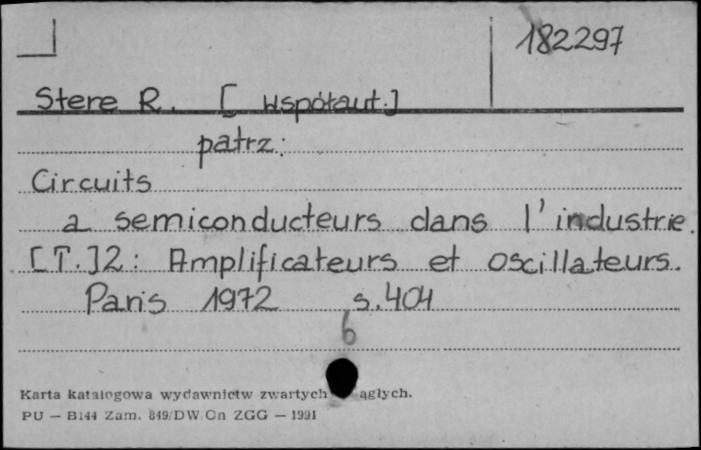 182297
Stere R. [współaut.]
patrz:
Circuits
a semiconducteurs dans l'industrie.
[T.]2: Amplificateurs et oscillateurs.
Paris 1972 s.404
6
Karta katalogowa wydawnictw zwartych ągłych.
PU — B144 Zam. 849/DW Cn ZGG — 1991